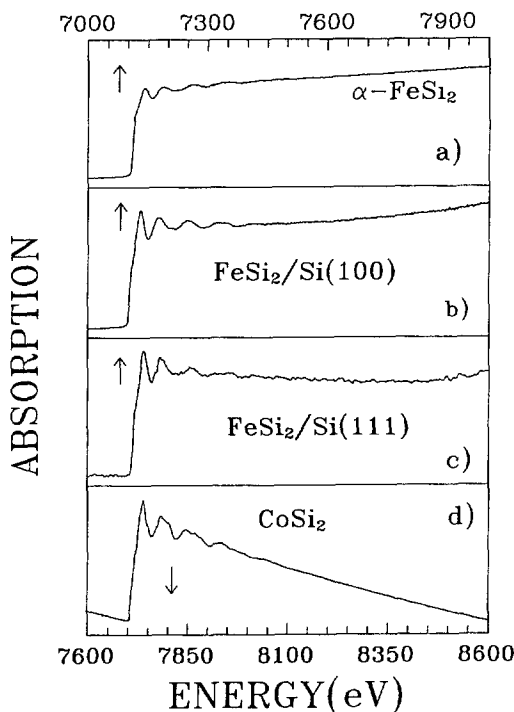 7000 7300 7600 7900
α-FeSi₂
a)
FeSi₂/Si(100)
b)
FeSi₂/Si(111)
c)
CoSi₂
d)
ABSORPTION
7600 7850 8100 8350 8600
ENERGY(eV)